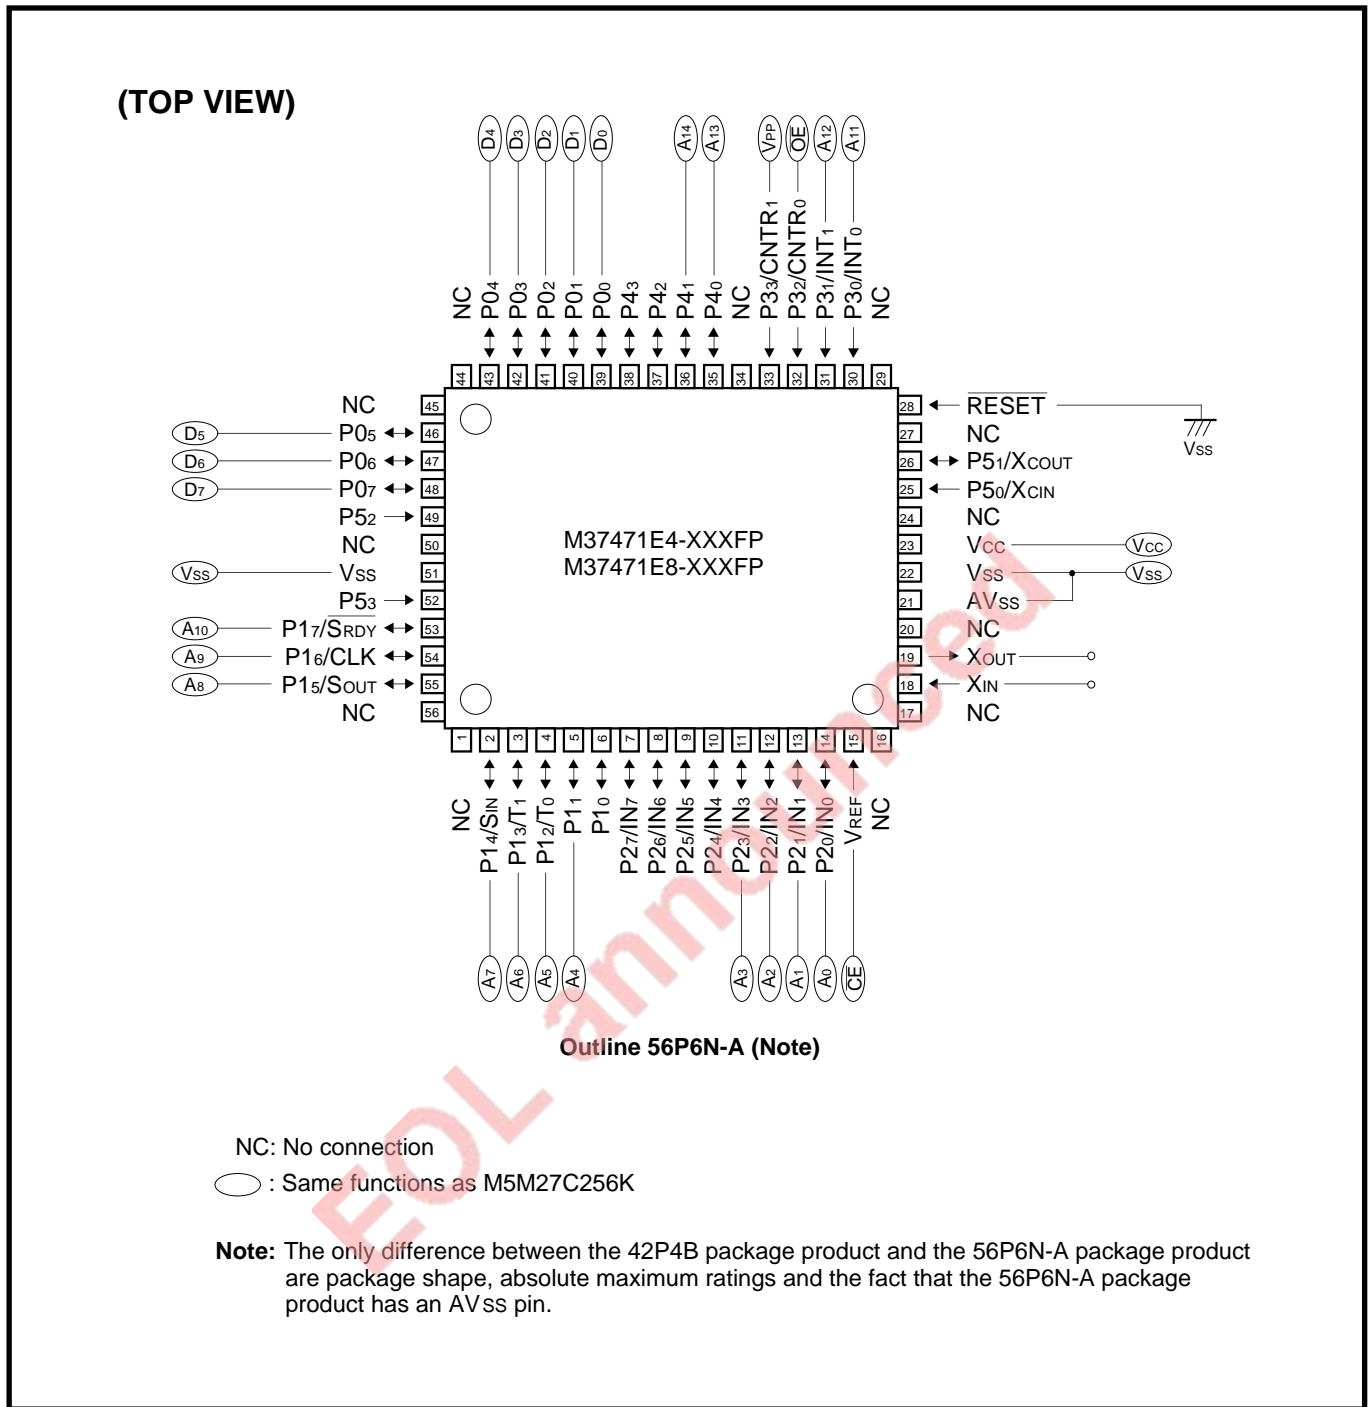 (TOP VIEW)
D4 D3 D2 D1 D0 A14 A13 VPP OE A12 A11
NC P04 P03 P02 P01 P00 P43 P42 P41 P40 NC P33/CNTR1 P32/CNTR0 P31/INT1 P30/INT0 NC
44 43 42 41 40 39 38 37 36 35 34 33 32 31 30 29
NC 45 28 RESET
D5 P05 46 27 NC
VSS
D6 P06 47 26 P51/XCOUT
D7 P07 48 25 P50/XCIN
P52 49 24 NC
NC 50 M37471E4-XXXFP 23 VCC VCC
VSS VSS 51 M37471E8-XXXFP 22 VSS VSS
P53 52 21 AVSS
A10 P17/SRDY 53 20 NC
A9 P16/CLK 54 19 XOUT
A8 P15/SOUT 55 18 XIN
NC 56 17 NC
1 2 3 4 5 6 7 8 9 10 11 12 13 14 15 16
NC P14/SIN P13/T1 P12/T0 P11 P10 P27/IN7 P26/IN6 P25/IN5 P24/IN4 P23/IN3 P22/IN2 P21/IN1 P20/IN0 VREF NC
A7 A6 A5 A4 A3 A2 A1 A0 CE
Outline 56P6N-A (Note)
EOL announced
NC: No connection
: Same functions as M5M27C256K
Note: The only difference between the 42P4B package product and the 56P6N-A package product
are package shape, absolute maximum ratings and the fact that the 56P6N-A package
product has an AVSS pin.